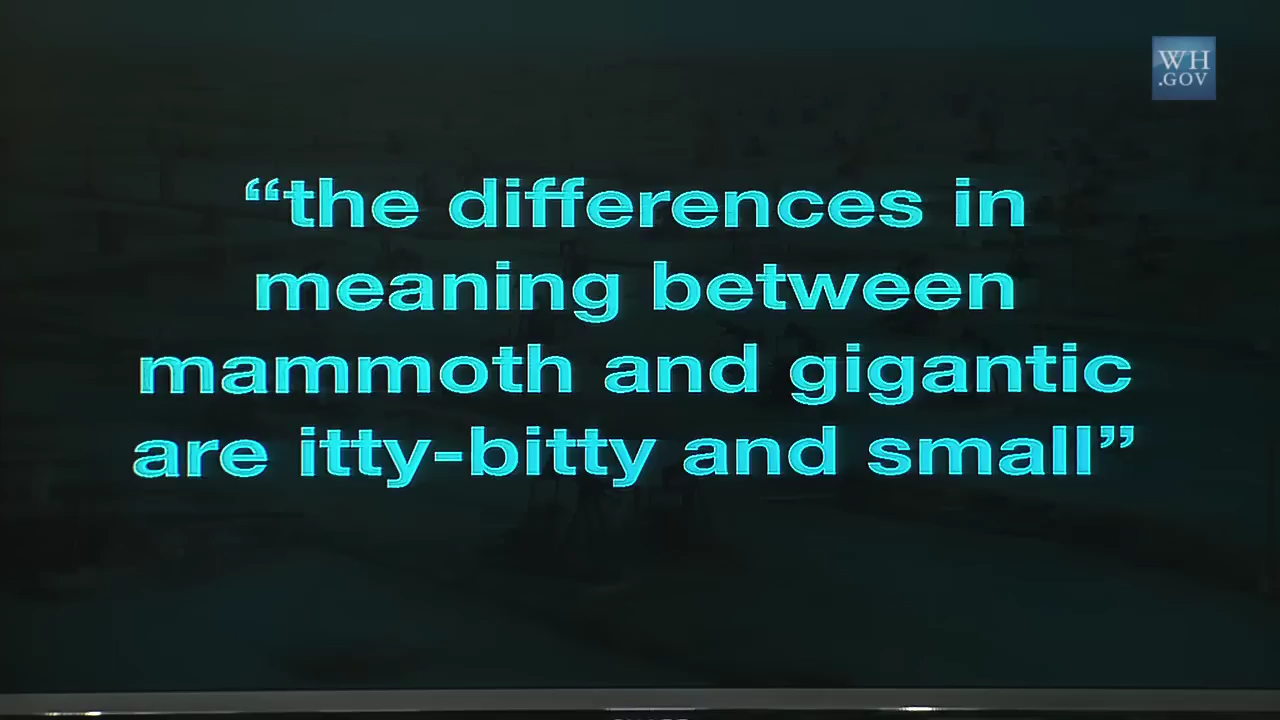 WH
.GOV
“the differences in
meaning between
mammoth and gigantic
are itty-bitty and small”